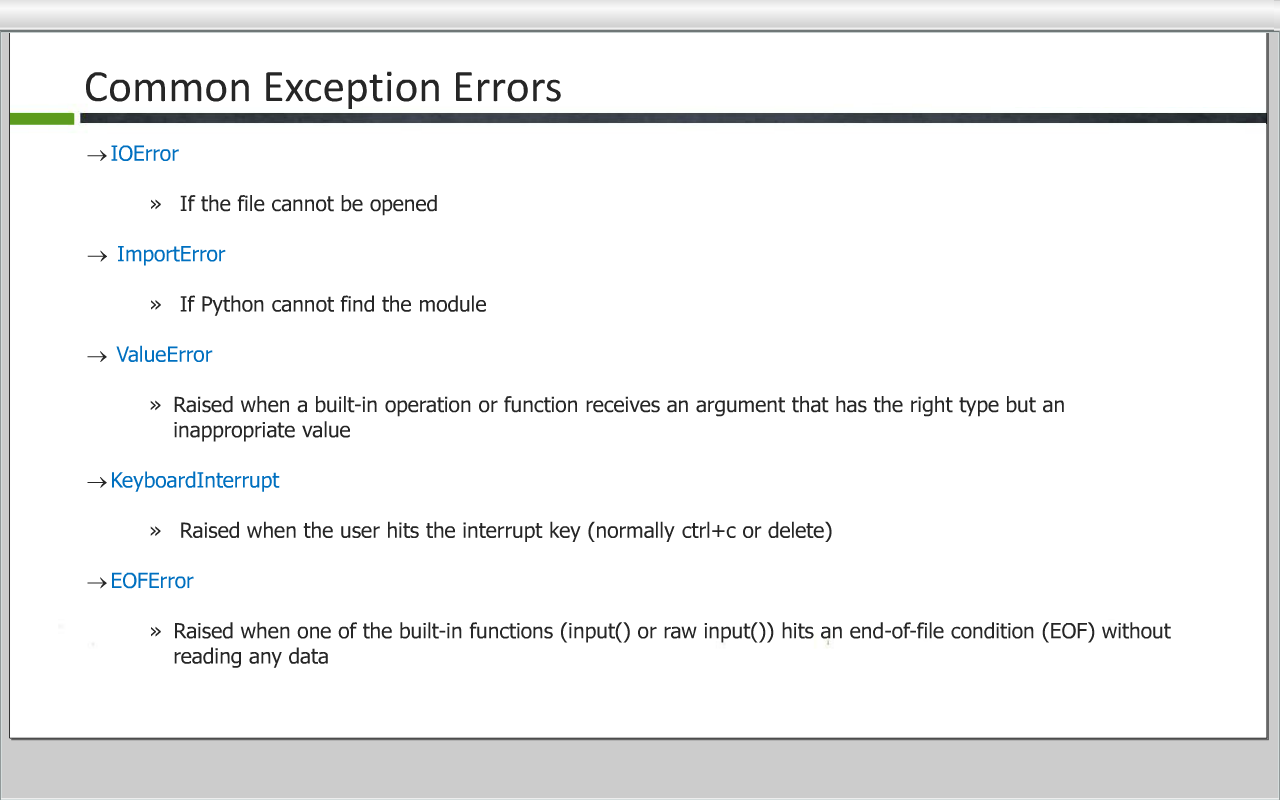 Common Exception Errors
→IOError
» If the file cannot be opened
→ ImportError
» If Python cannot find the module
→ ValueError
» Raised when a built-in operation or function receives an argument that has the right type but an
inappropriate value
→KeyboardInterrupt
» Raised when the user hits the interrupt key (normally ctrl+c or delete)
→EOFError
» Raised when one of the built-in functions (input() or raw input()) hits an end-of-file condition (EOF) without
reading any data